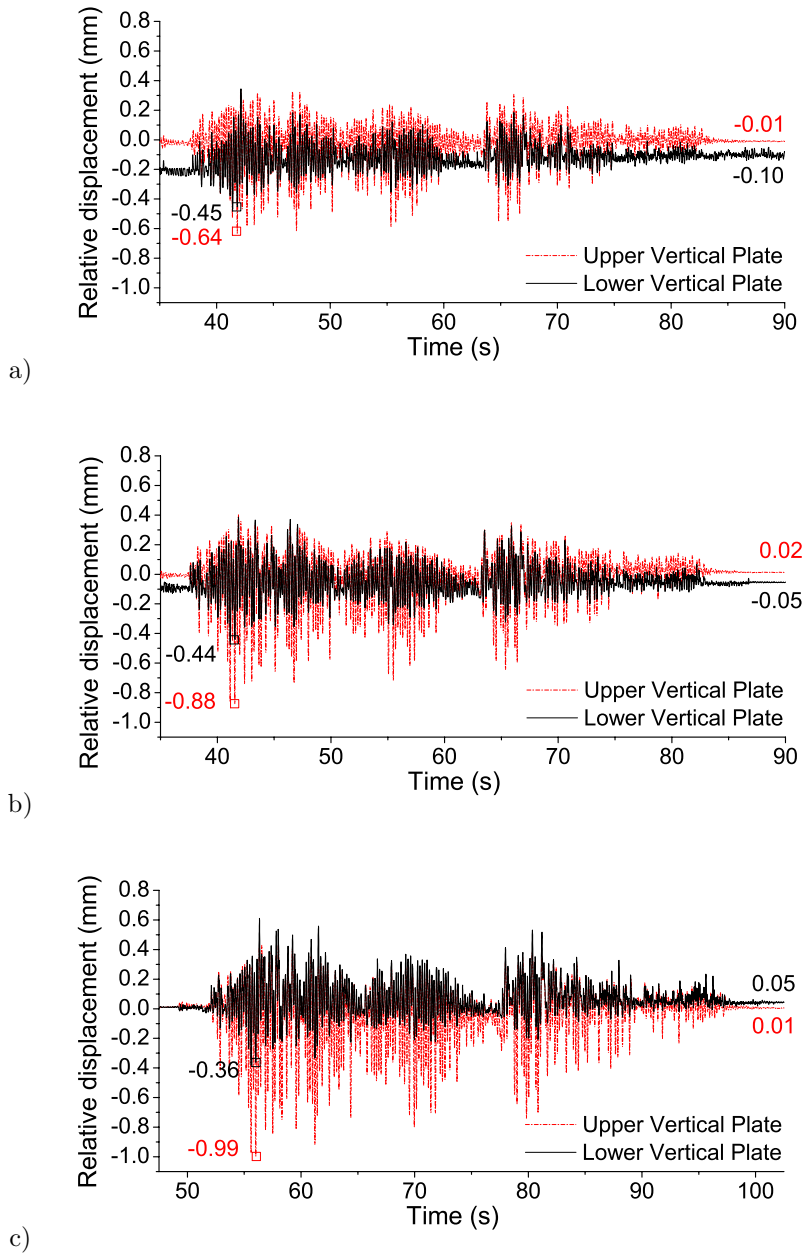 0.8
0.6
0.4
0.2
0.0
-0.2
-0.4
-0.6
-0.8
-1.0
Relative displacement (mm)
-0.01
-0.10
-0.45
-0.64
Upper Vertical Plate
Lower Vertical Plate
40 50 60 70 80 90
Time (s)
a)
0.8
0.6
0.4
0.2
0.0
-0.2
-0.4
-0.6
-0.8
-1.0
Relative displacement (mm)
0.02
-0.05
-0.44
-0.88
Upper Vertical Plate
Lower Vertical Plate
40 50 60 70 80 90
Time (s)
b)
0.8
0.6
0.4
0.2
0.0
-0.2
-0.4
-0.6
-0.8
-1.0
Relative displacement (mm)
0.05
0.01
-0.36
-0.99
Upper Vertical Plate
Lower Vertical Plate
50 60 70 80 90 100
Time (s)
c)